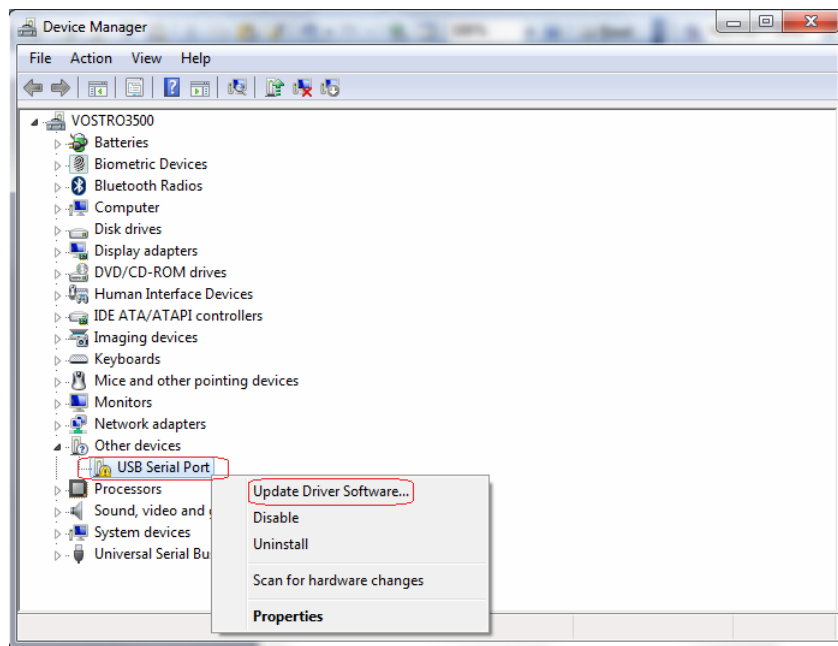 Device Manager
File Action View Help
VOSTRO3500
Batteries
Biometric Devices
Bluetooth Radios
Computer
Disk drives
Display adapters
DVD/CD-ROM drives
Human Interface Devices
IDE ATA/ATAPI controllers
Imaging devices
Keyboards
Mice and other pointing devices
Monitors
Network adapters
Other devices
USB Serial Port
Processors
Sound, video and
System devices
Universal Serial Bu
Update Driver Software...
Disable
Uninstall
Scan for hardware changes
Properties